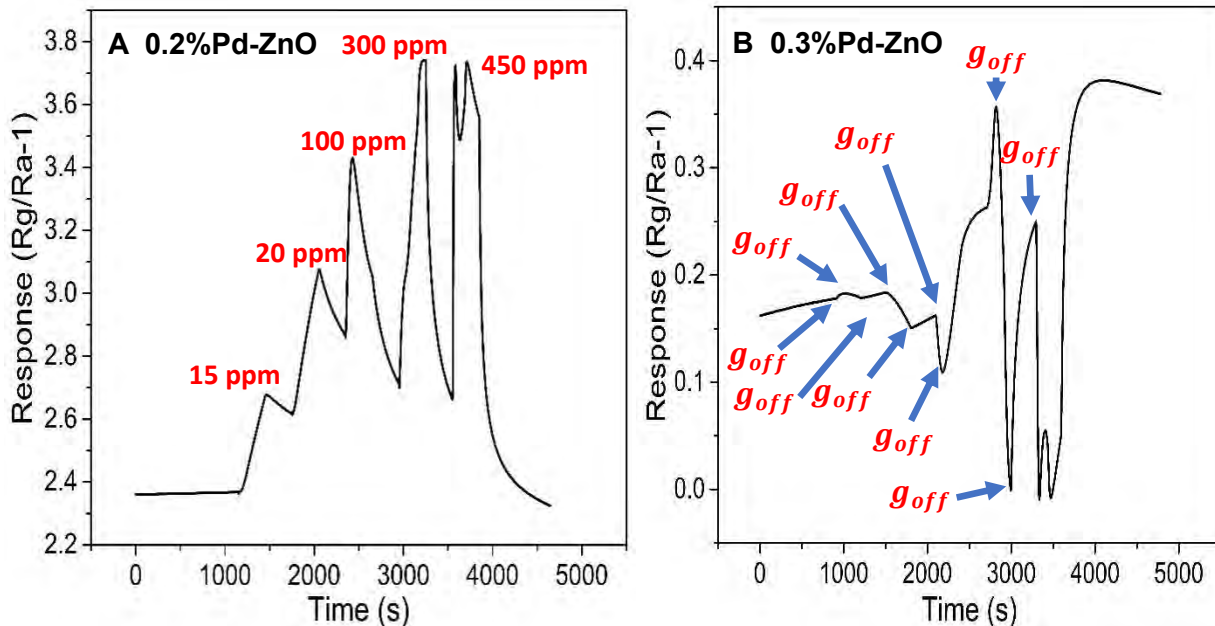 A 0.2%Pd-ZnO
300 ppm
450 ppm
100 ppm
20 ppm
15 ppm
3.8
3.6
3.4
3.2
3.0
2.8
2.6
2.4
2.2
Response (Rg/Ra-1)
0 1000 2000 3000 4000 5000
Time (s)
B 0.3%Pd-ZnO
g_off
g_off
g_off
g_off
g_off
g_off
g_off
g_off
g_off
g_off
0.4
0.3
0.2
0.1
0.0
Response (Rg/Ra-1)
0 1000 2000 3000 4000 5000
Time (s)